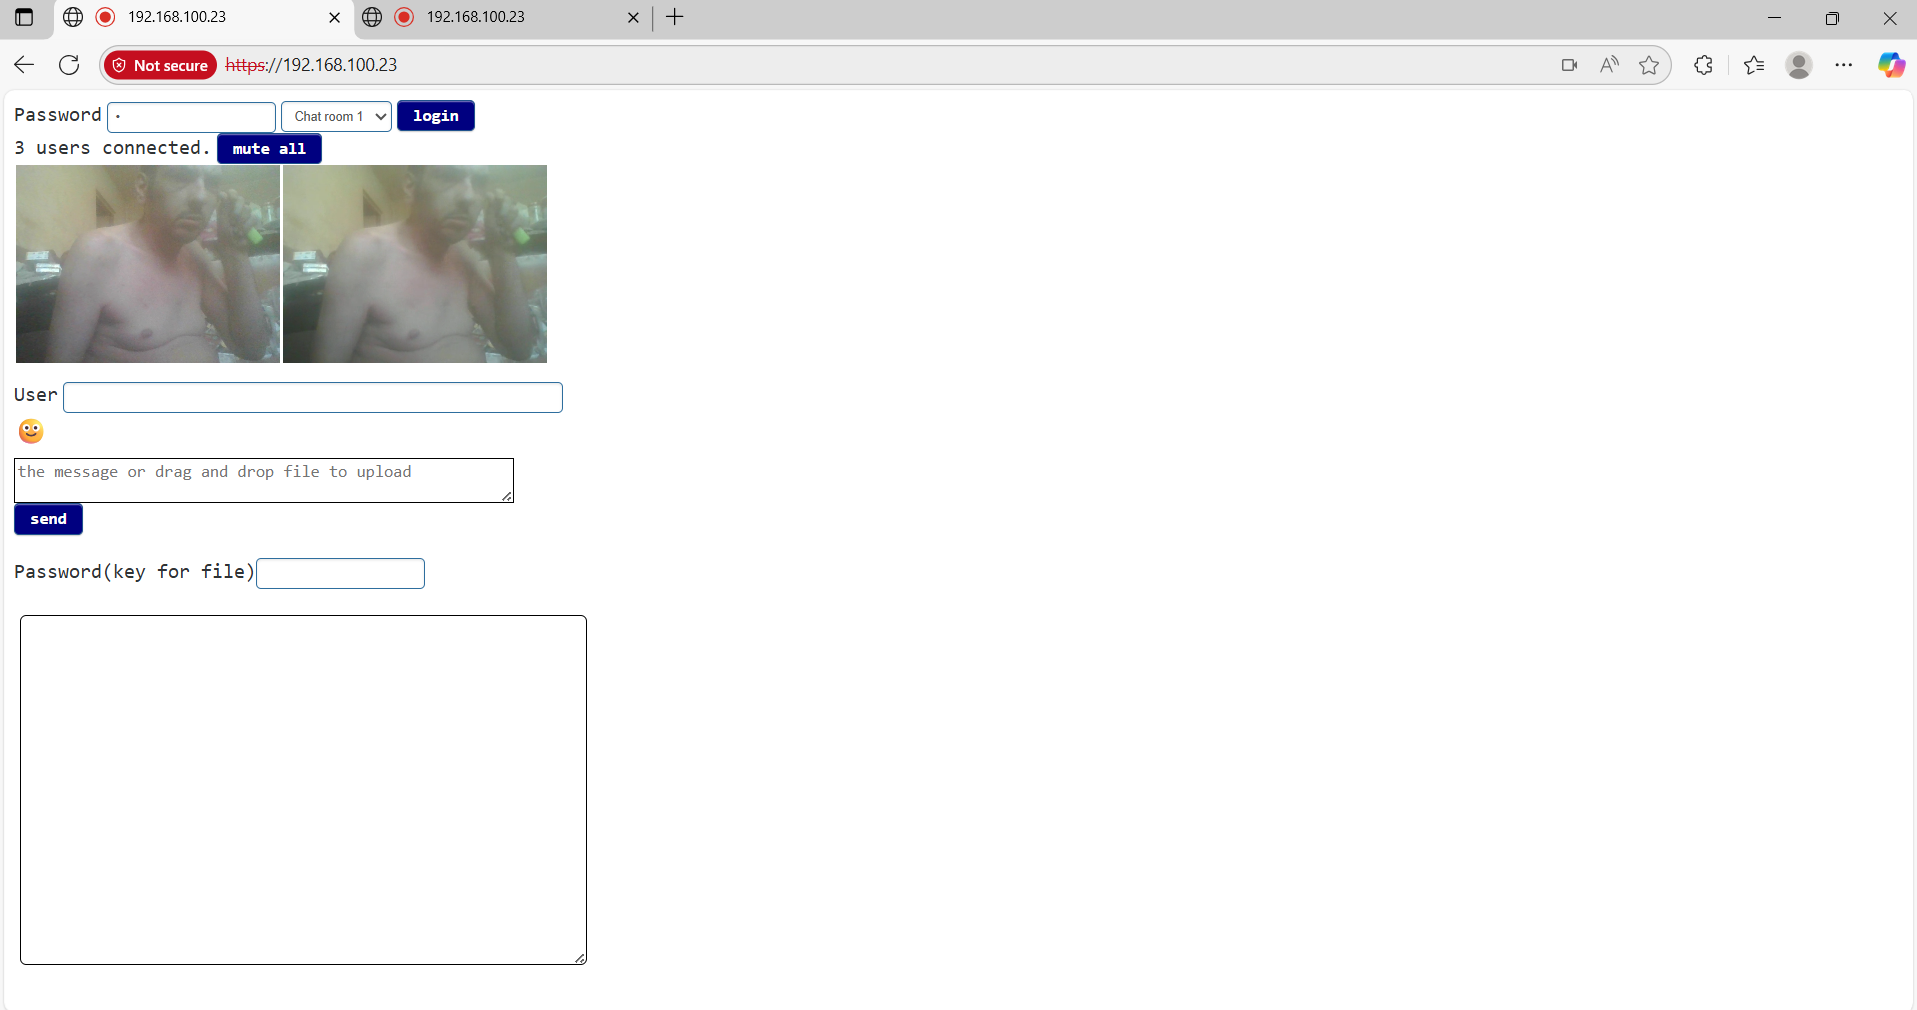 192.168.100.23 192.168.100.23
Not secure https://192.168.100.23
Password Chat room 1 login
3 users connected. mute all
User
the message or drag and drop file to upload
send
Password(key for file)